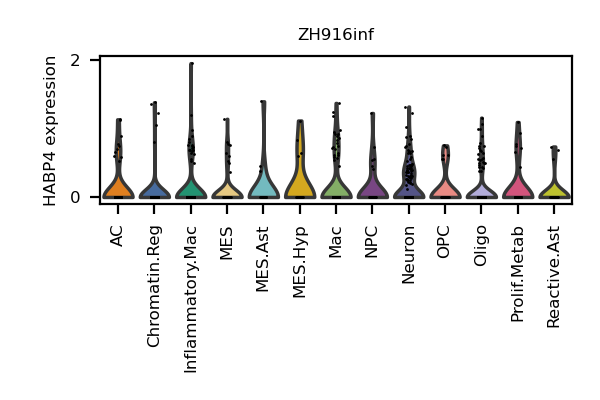 ZH916inf
HABP4 expression
2
0
AC
Chromatin.Reg
Inflammatory.Mac
MES
MES.Ast
MES.Hyp
Mac
NPC
Neuron
OPC
Oligo
Prolif.Metab
Reactive.Ast